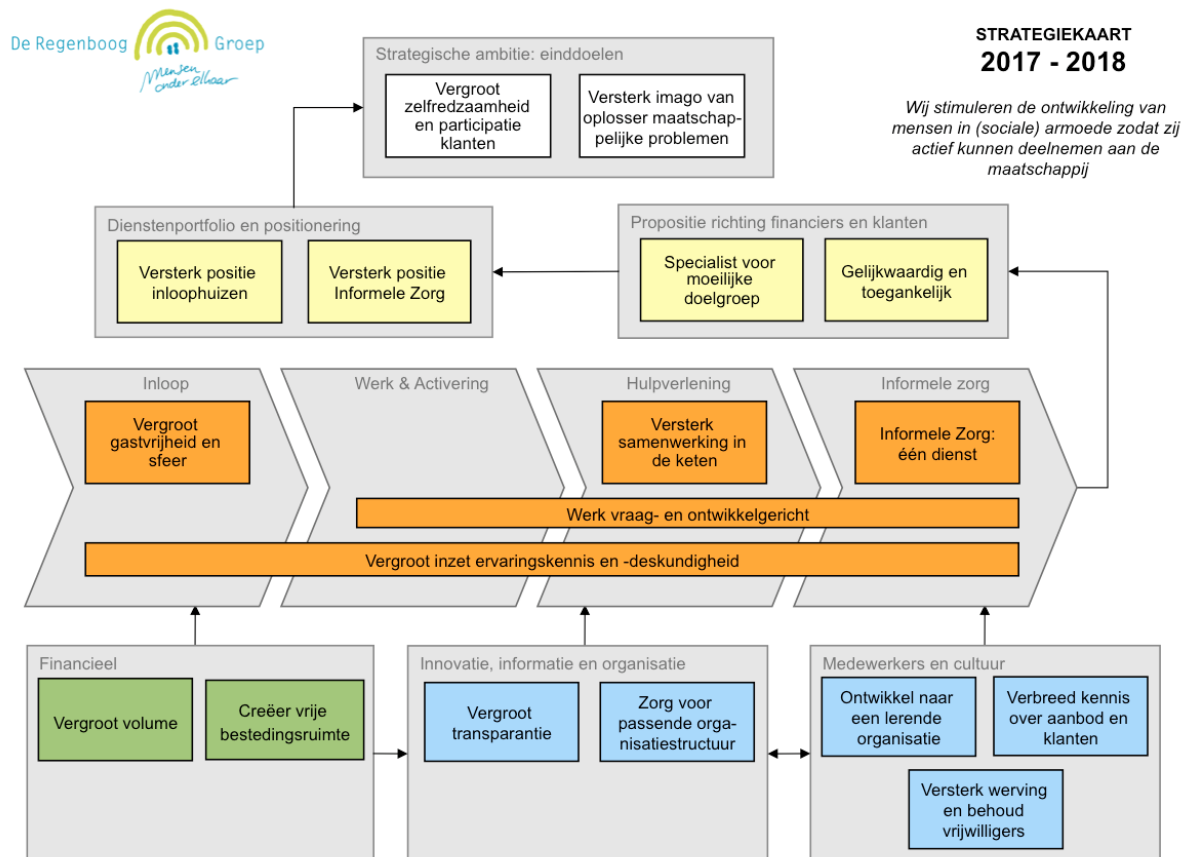 De Regenboog Groep
Mensen
onder elkaar
STRATEGIEKAART
2017 - 2018
Wij stimuleren de ontwikkeling van
mensen in (sociale) armoede zodat zij
actief kunnen deelnemen aan de
maatschappij
Strategische ambitie: einddoelen
Vergroot
zelfredzaamheid
en participatie
klanten
Versterk imago van
oplosser maatschap-
pelijke problemen
Dienstenportfolio en positionering
Versterk positie
inloophuizen
Versterk positie
Informele Zorg
Propositie richting financiers en klanten
Specialist voor
moeilijke
doelgroep
Gelijkwaardig en
toegankelijk
Inloop
Vergroot
gastvrijheid en
sfeer
Werk & Activering
Hulpverlening
Versterk
samenwerking in
de keten
Informele zorg
Informele Zorg:
één dienst
Werk vraag- en ontwikkelgericht
Vergroot inzet ervaringskennis en -deskundigheid
Financieel
Vergroot volume
Creëer vrije
bestedingsruimte
Innovatie, informatie en organisatie
Vergroot
transparantie
Zorg voor
passende orga-
nisatiestructuur
Medewerkers en cultuur
Ontwikkel naar
een lerende
organisatie
Verbreed kennis
over aanbod en
klanten
Versterk werving
en behoud
vrijwilligers